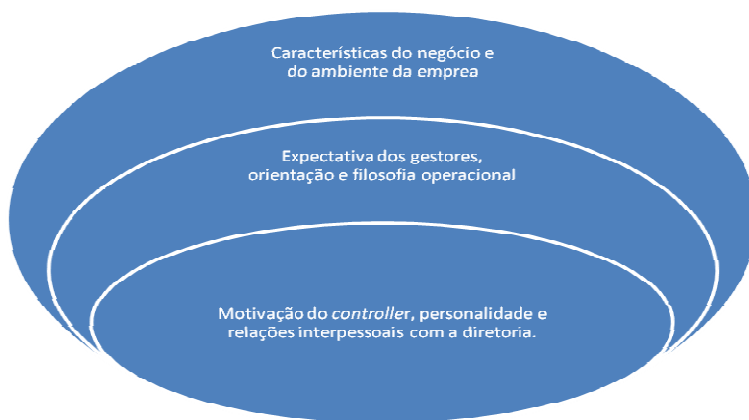 Características do negócio e
do ambiente da emprea
Expectativa dos gestores,
orientação e filosofia operacional
Motivação do controller, personalidade e
relações interpessoais com a diretoria.